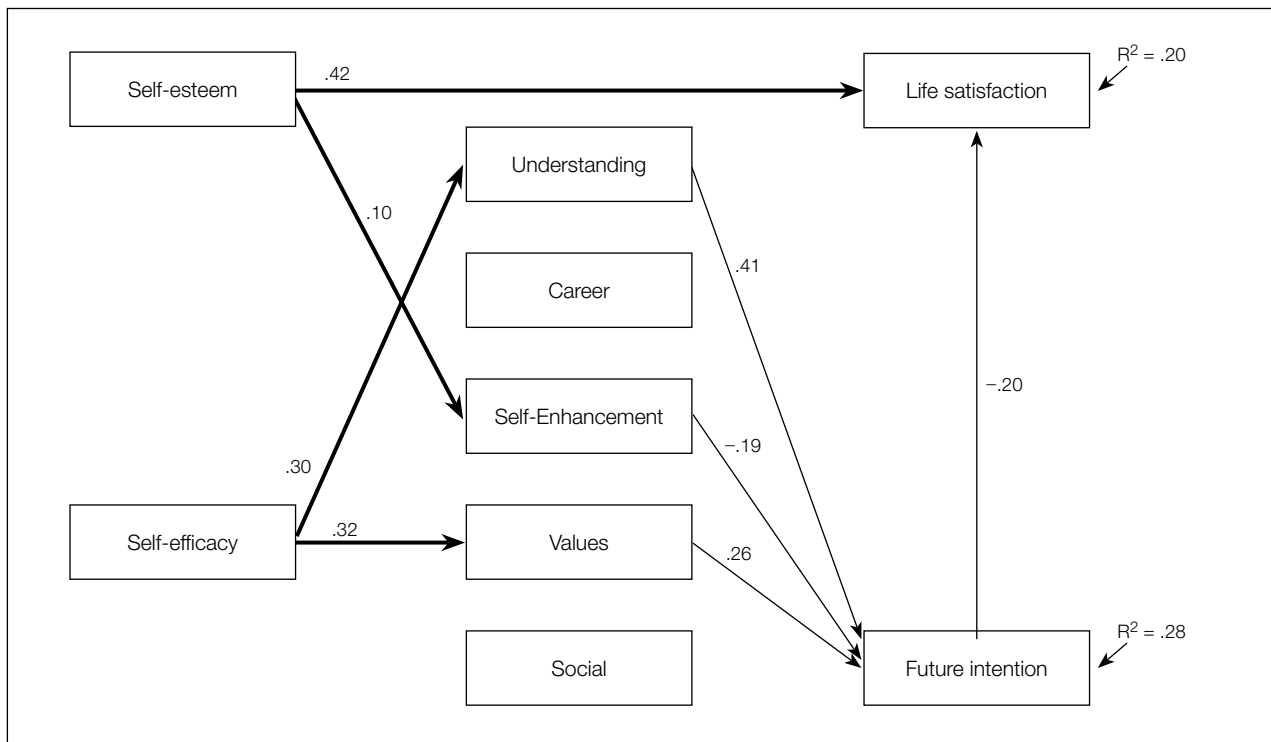 Self-esteem
.42
Life satisfaction
R² = .20
Understanding
.10
.41
Career
−.20
Self-Enhancement
−.19
.30
Self-efficacy
.32
Values
.26
Social
Future intention
R² = .28